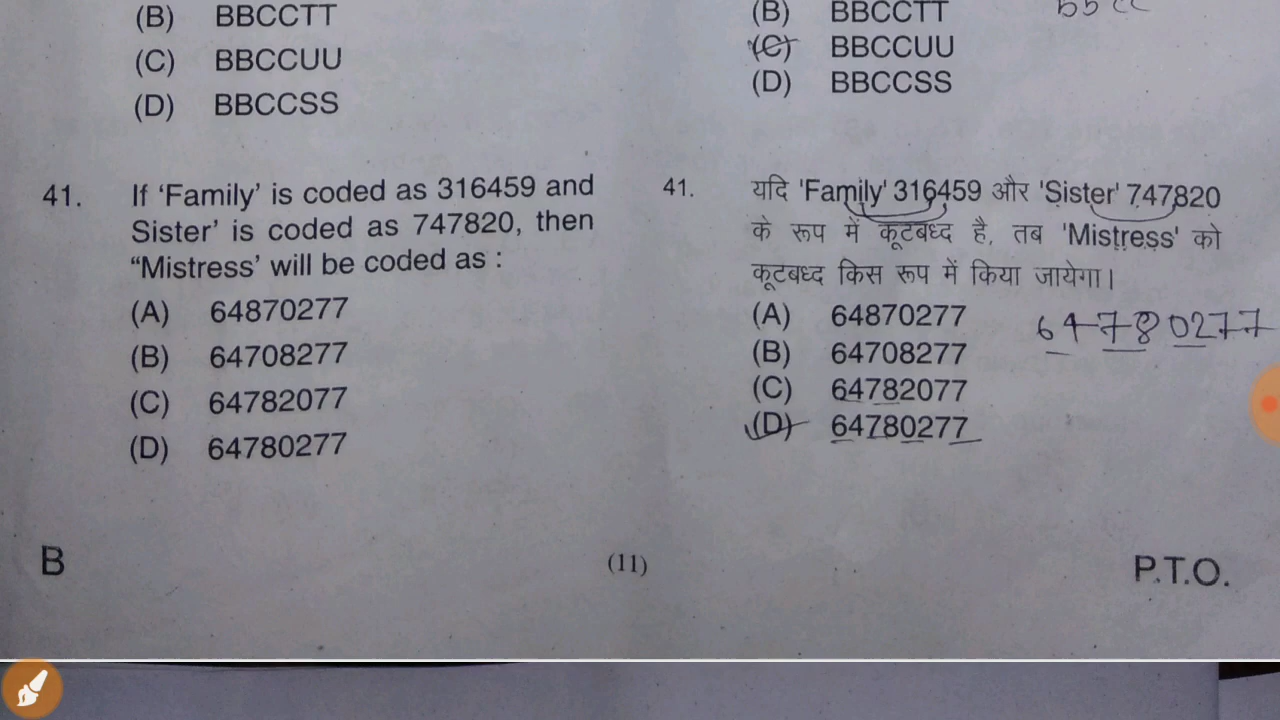 (B) BBCCTT
(C) BBCCUU
(D) BBCCSS
41. If ‘Family’ is coded as 316459 and
Sister’ is coded as 747820, then
“Mistress’ will be coded as :
(A) 64870277
(B) 64708277
(C) 64782077
(D) 64780277
B
(B) BBCCTT
(C) BBCCUU
(D) BBCCSS
41. यदि 'Family' 316459 और 'Sister' 747820
के रूप में कूटबध्द है, तब 'Mistress' को
कूटबध्द किस रूप में किया जायेगा।
(A) 64870277
(B) 64708277
(C) 64782077
(D) 64780277
64780277
(11)
P.T.O.